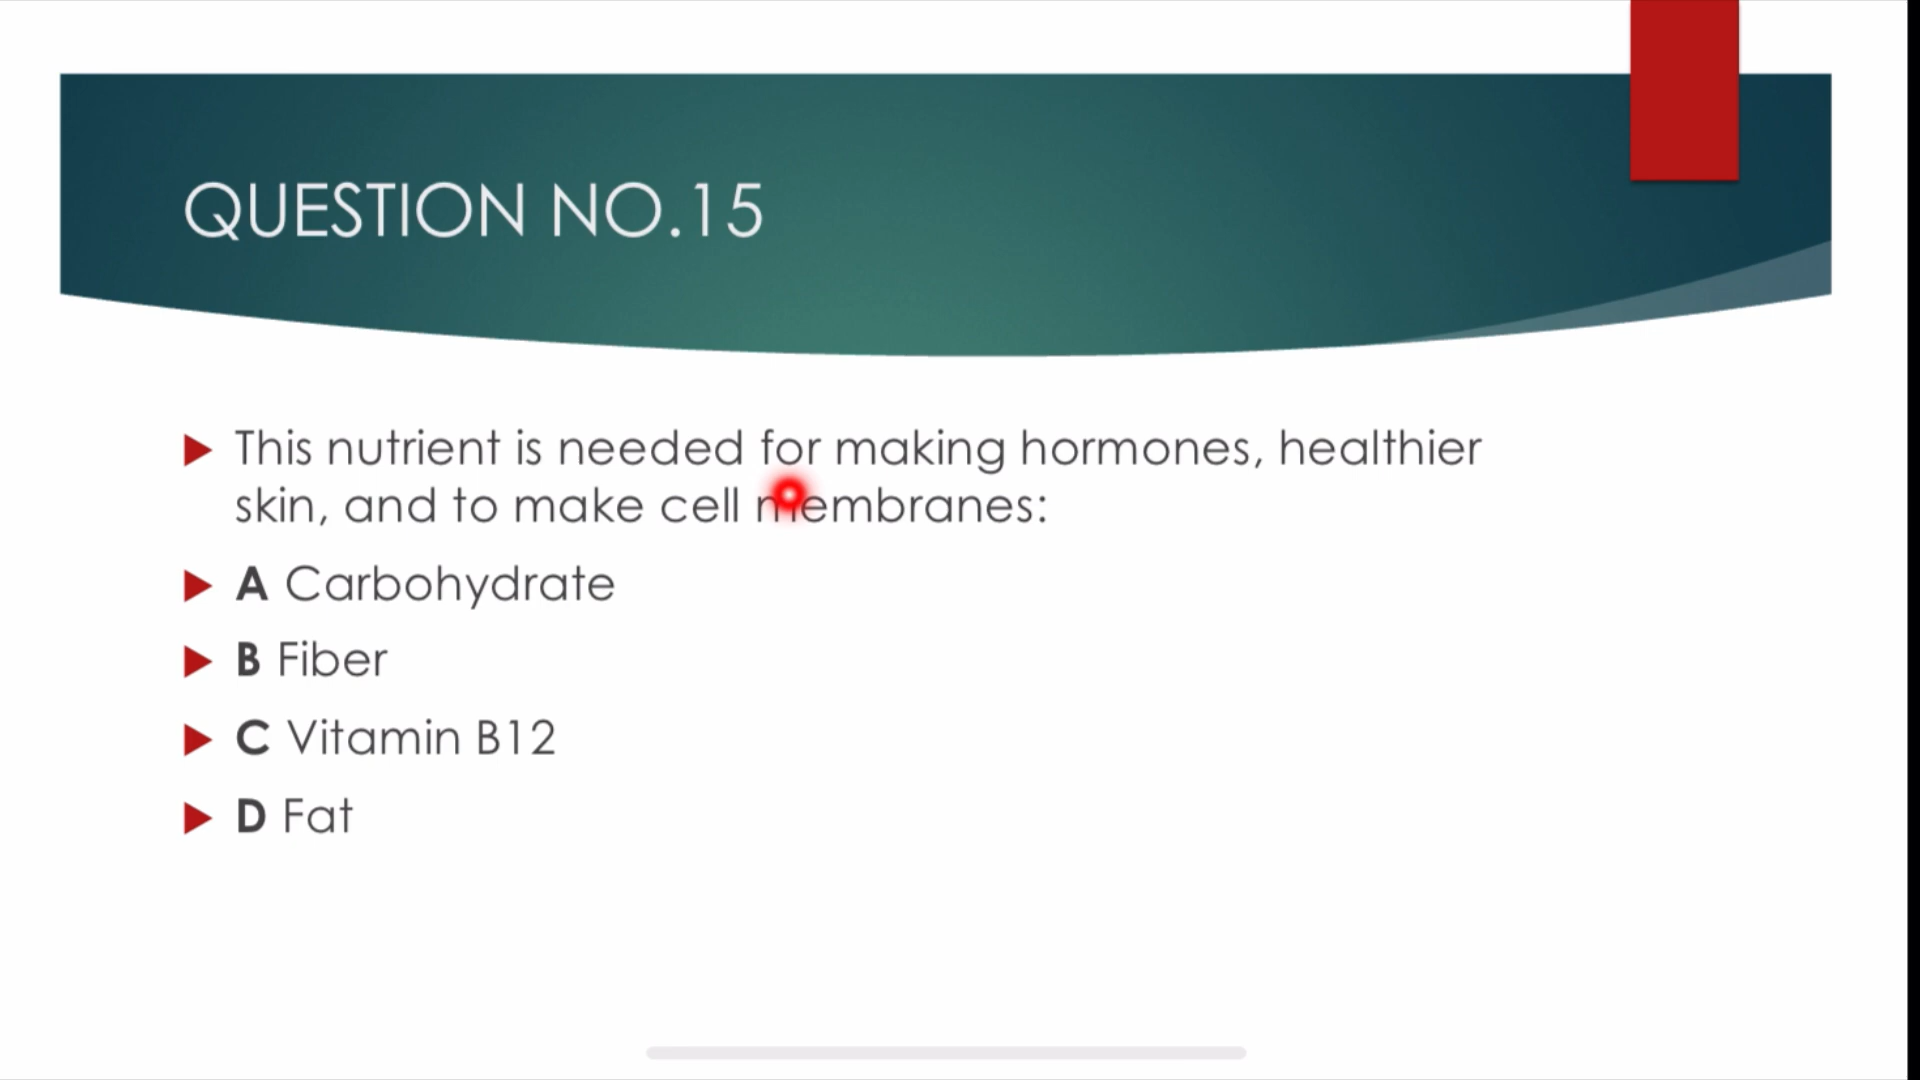 QUESTION NO.15
This nutrient is needed for making hormones, healthier
skin, and to make cell membranes:
A Carbohydrate
B Fiber
C Vitamin B12
D Fat